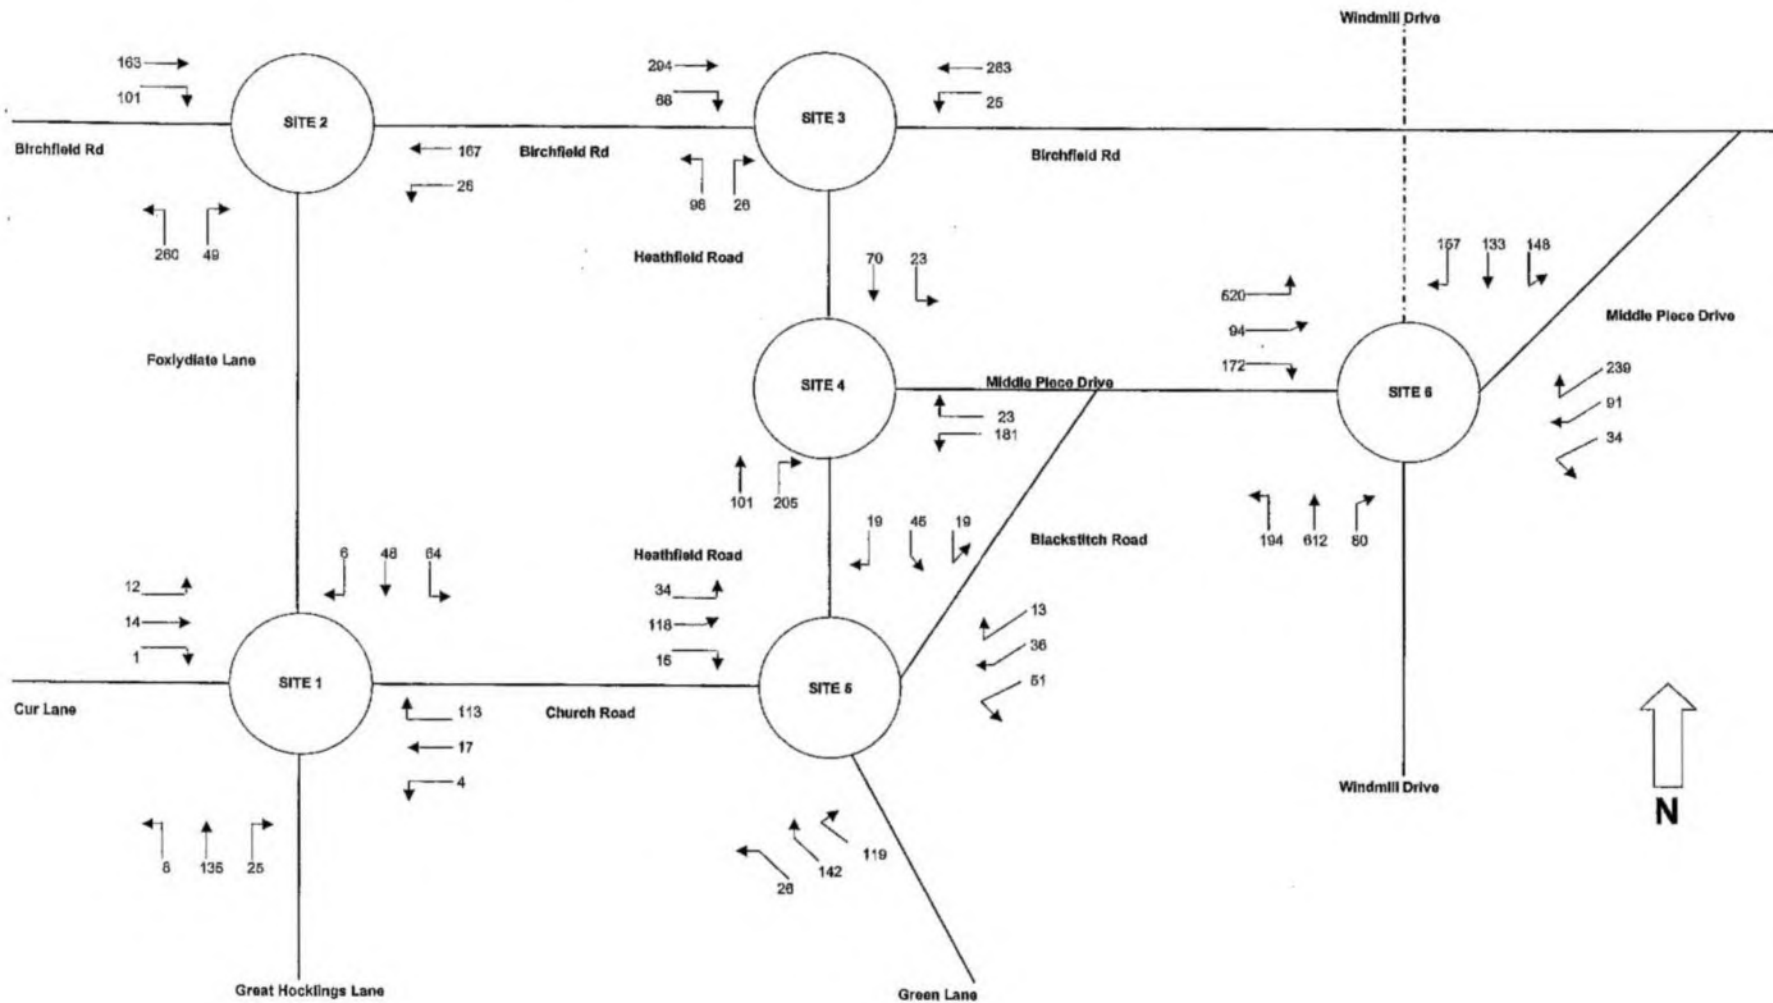 Windmill Drive
163
101
SITE 2
294
68
SITE 3
263
25
Birchfield Rd
167
26
Birchfield Rd
98
26
Birchfield Rd
260
49
Heathfield Road
70
23
157
133
148
620
94
172
Middle Piece Drive
Foxlydiate Lane
SITE 4
Middle Piece Drive
23
181
SITE 6
239
91
34
101
205
194
612
80
19
46
19
Blackstitch Road
Heathfield Road
6
48
64
12
14
1
34
118
16
13
36
51
SITE 1
SITE 5
Cur Lane
113
17
4
Church Road
8
135
25
26
142
119
Windmill Drive
N
Great Hocklings Lane
Green Lane